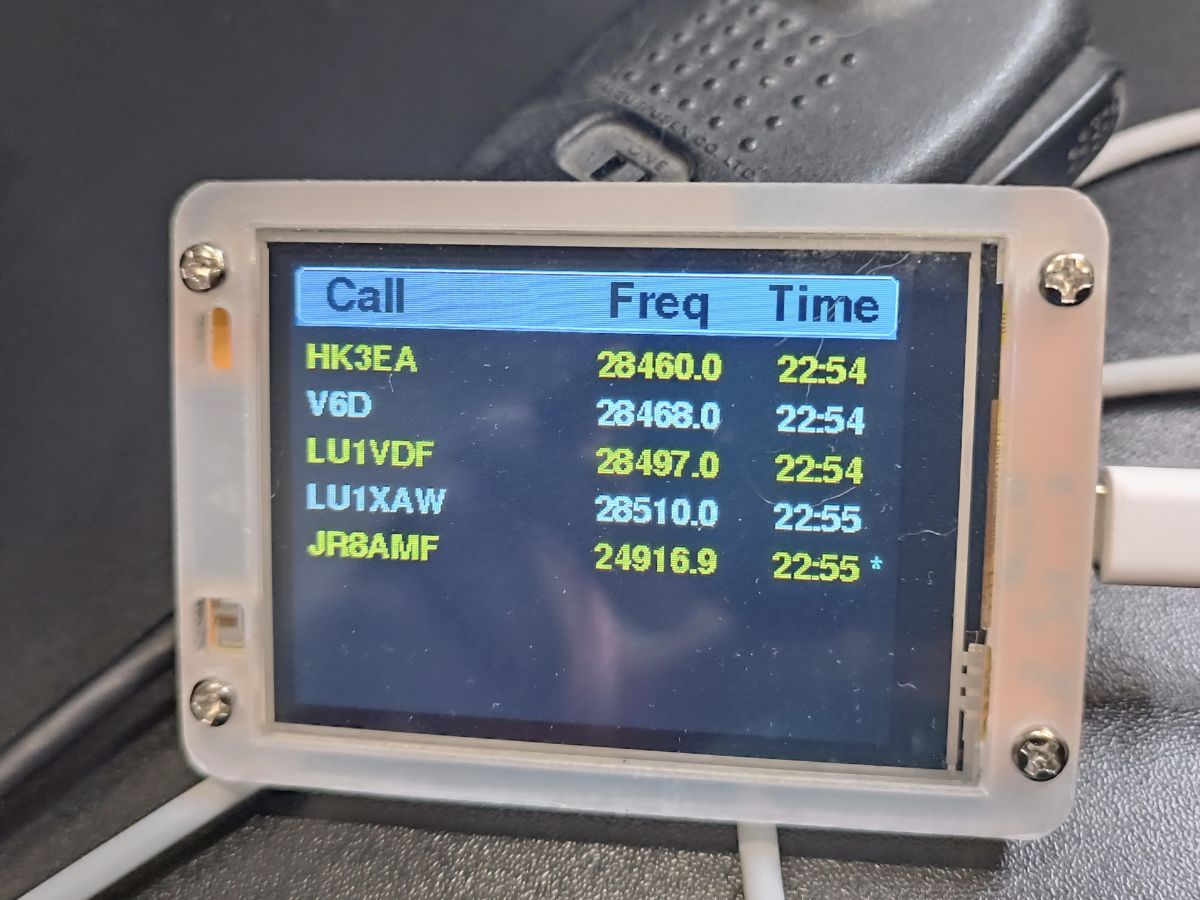 Call Freq Time
HK3EA 28460.0 22:54
V6D 28468.0 22:54
LU1VDF 28497.0 22:54
LU1XAW 28510.0 22:55
JR8AMF 24916.9 22:55 *